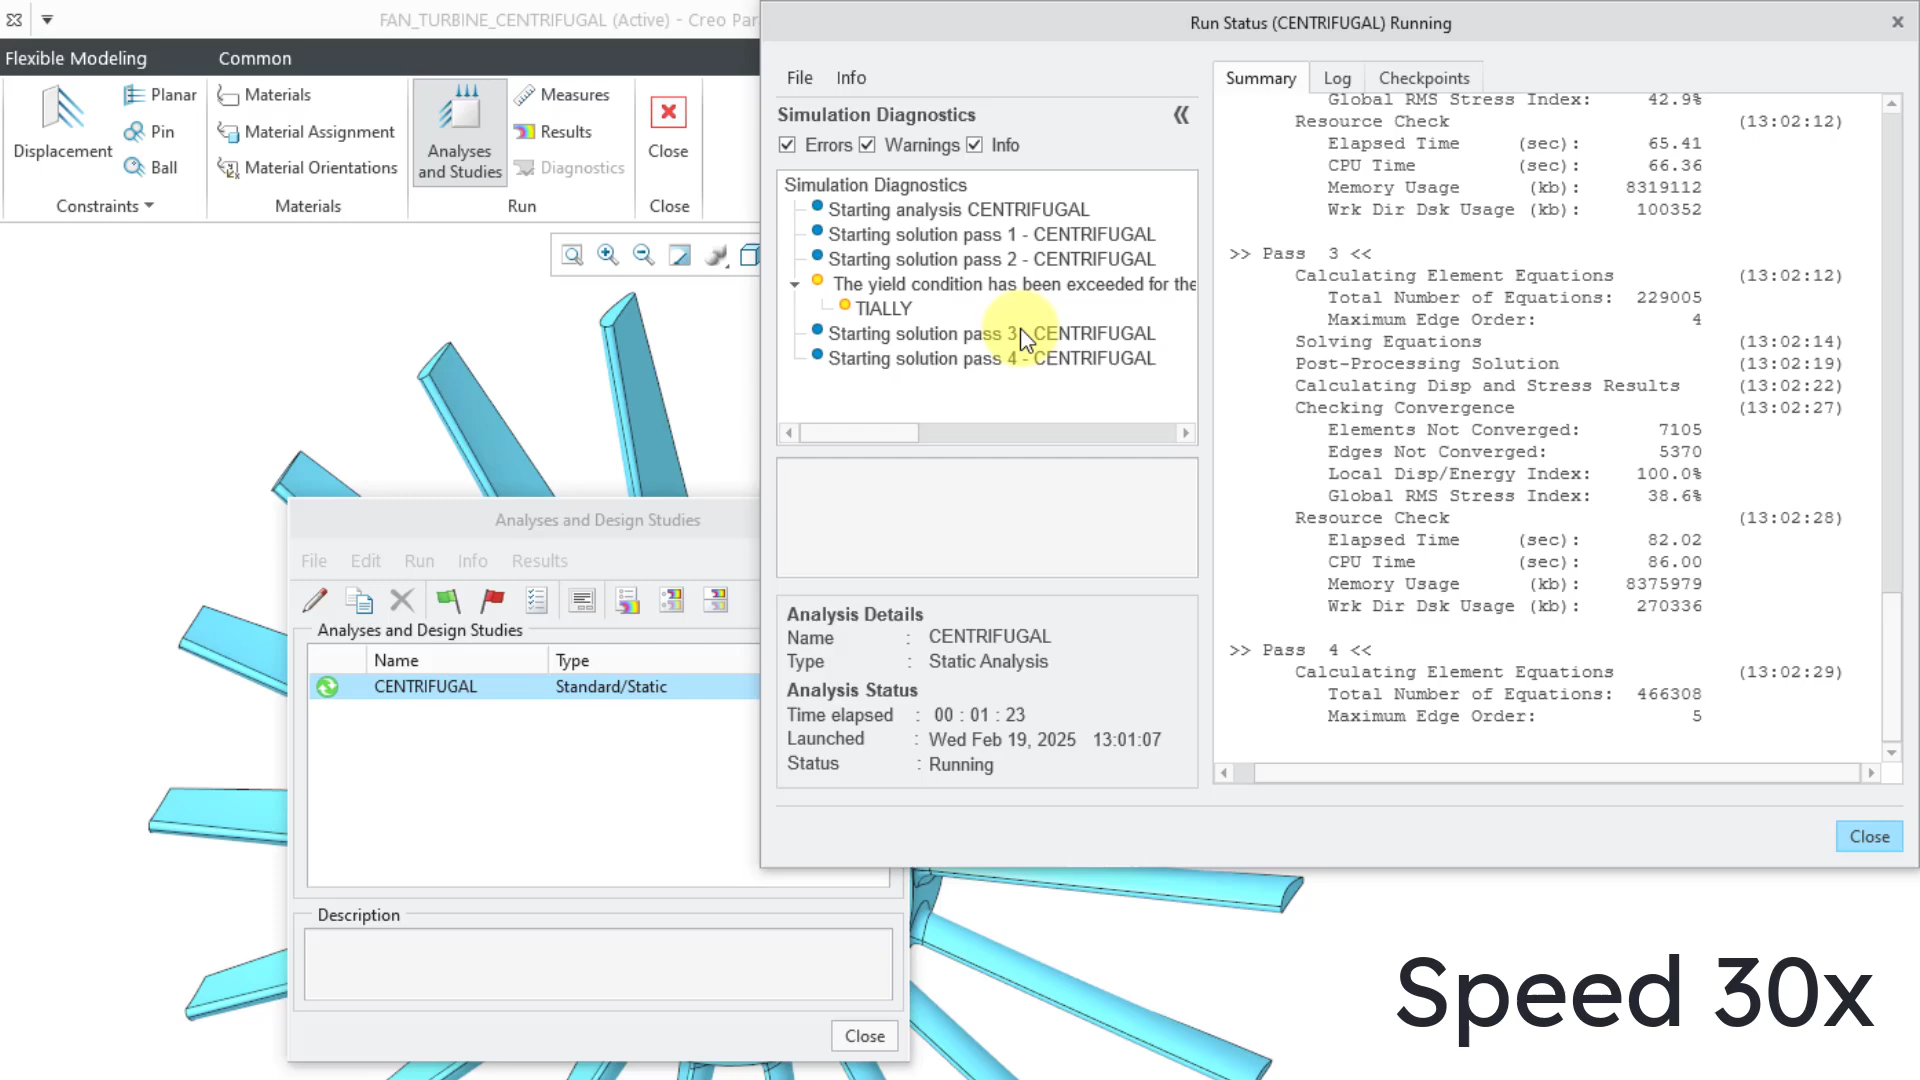 FAN_TURBINE_CENTRIFUGAL (Active) - Creo Par
Flexible Modeling
Common
Displacement
Planar
Pin
Ball
Constraints
Materials
Material Assignment
Material Orientations
Materials
Analyses
and Studies
Measures
Results
Diagnostics
Run
Close
Close
Run Status (CENTRIFUGAL) Running
File Info
Simulation Diagnostics
Errors Warnings Info
Simulation Diagnostics
Starting analysis CENTRIFUGAL
Starting solution pass 1 - CENTRIFUGAL
Starting solution pass 2 - CENTRIFUGAL
The yield condition has been exceeded for the
TIALLY
Starting solution pass 3 - CENTRIFUGAL
Starting solution pass 4 - CENTRIFUGAL
Analysis Details
Name : CENTRIFUGAL
Type : Static Analysis
Analysis Status
Time elapsed : 00 : 01 : 23
Launched : Wed Feb 19, 2025 13:01:07
Status : Running
Summary Log Checkpoints
Global RMS Stress Index: 42.9%
Resource Check (13:02:12)
Elapsed Time (sec): 65.41
CPU Time (sec): 66.36
Memory Usage (kb): 8319112
Wrk Dir Dsk Usage (kb): 100352
>> Pass 3 <<
Calculating Element Equations (13:02:12)
Total Number of Equations: 229005
Maximum Edge Order: 4
Solving Equations (13:02:14)
Post-Processing Solution (13:02:19)
Calculating Disp and Stress Results (13:02:22)
Checking Convergence (13:02:27)
Elements Not Converged: 7105
Edges Not Converged: 5370
Local Disp/Energy Index: 100.0%
Global RMS Stress Index: 38.6%
Resource Check (13:02:28)
Elapsed Time (sec): 82.02
CPU Time (sec): 86.00
Memory Usage (kb): 8375979
Wrk Dir Dsk Usage (kb): 270336
>> Pass 4 <<
Calculating Element Equations (13:02:29)
Total Number of Equations: 466308
Maximum Edge Order: 5
Close
Analyses and Design Studies
File Edit Run Info Results
Analyses and Design Studies
Name Type
CENTRIFUGAL Standard/Static
Description
Close
Speed 30x